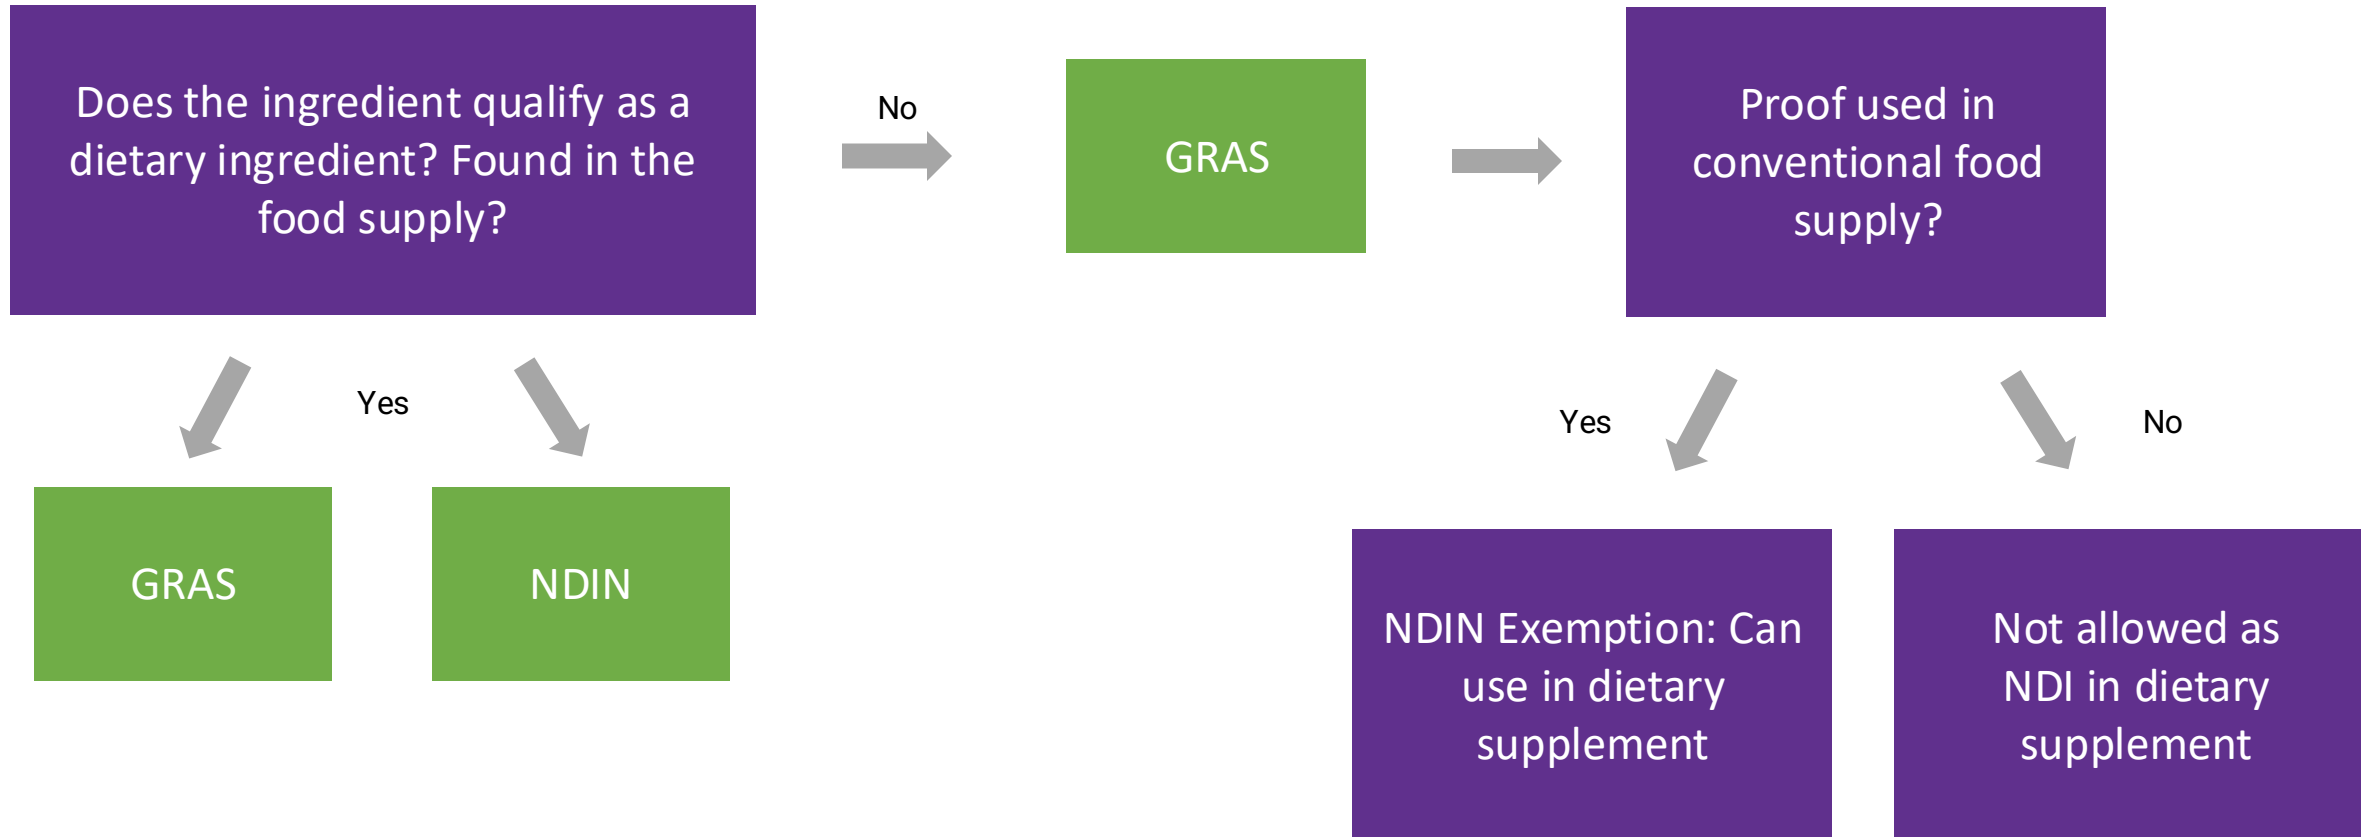 Does the ingredient qualify as a
dietary ingredient? Found in the
food supply?
No
GRAS
Proof used in
conventional food
supply?
Yes
GRAS
NDIN
Yes
No
NDIN Exemption: Can
use in dietary
supplement
Not allowed as
NDI in dietary
supplement